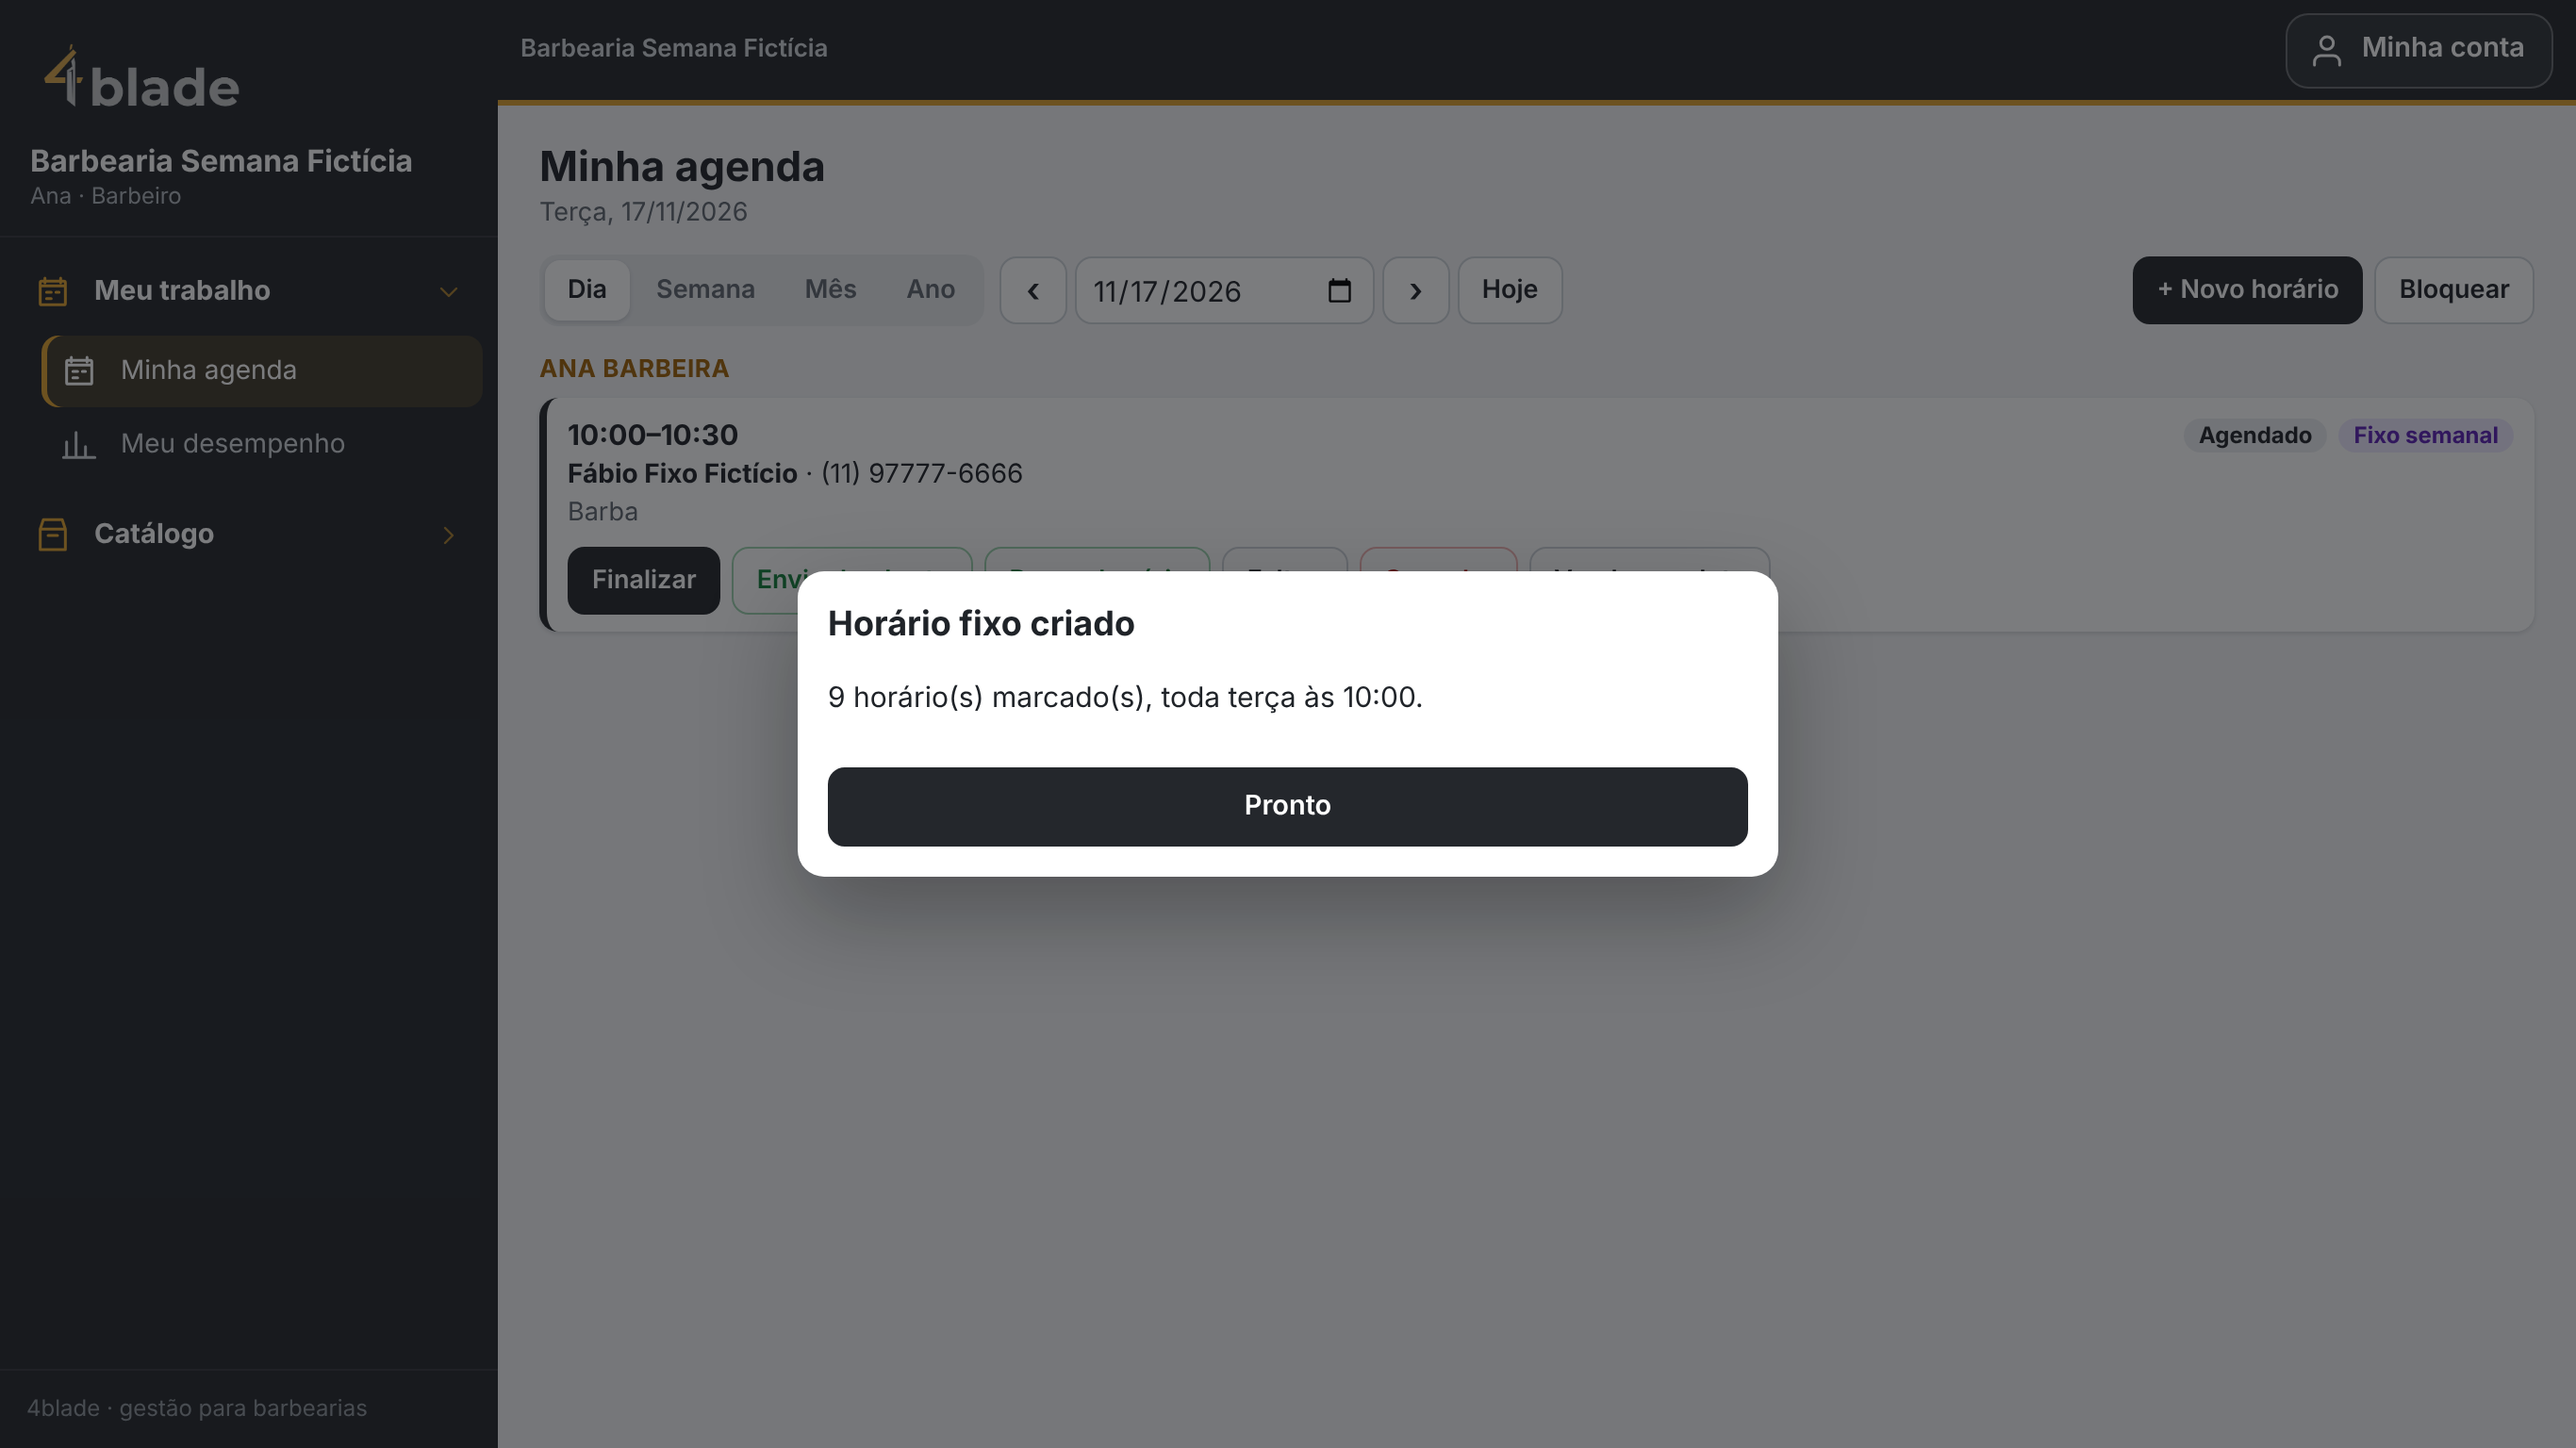 4blade
Barbearia Semana Fictícia
Ana · Barbeiro
Meu trabalho
Minha agenda
Meu desempenho
Catálogo
4blade · gestão para barbearias
Barbearia Semana Fictícia
Minha conta
Minha agenda
Terça, 17/11/2026
Dia Semana Mês Ano ‹ 11/17/2026 › Hoje + Novo horário Bloquear
ANA BARBEIRA
10:00–10:30 Agendado Fixo semanal
Fábio Fixo Fictício · (11) 97777-6666
Barba
Finalizar
Horário fixo criado
9 horário(s) marcado(s), toda terça às 10:00.
Pronto